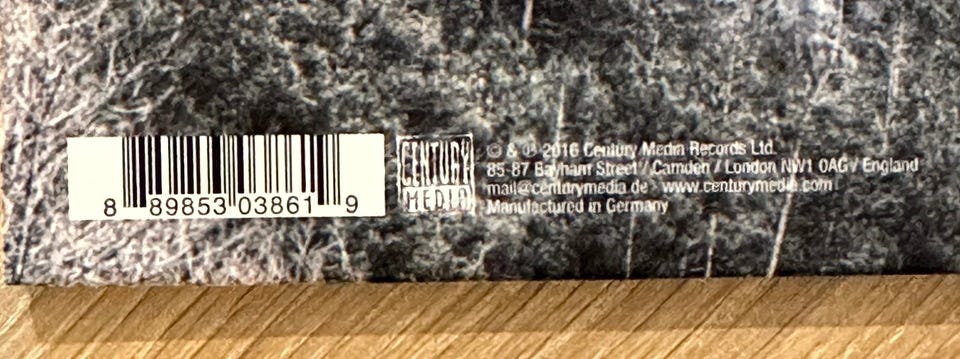 8 89853 03861 9
CENTURY
MEDIA
© & ℗ 2016 Century Media Records Ltd.
85-87 Bayham Street / Camden / London NW1 0AG / England
mail@centurymedia.de · www.centurymedia.com
Manufactured in Germany